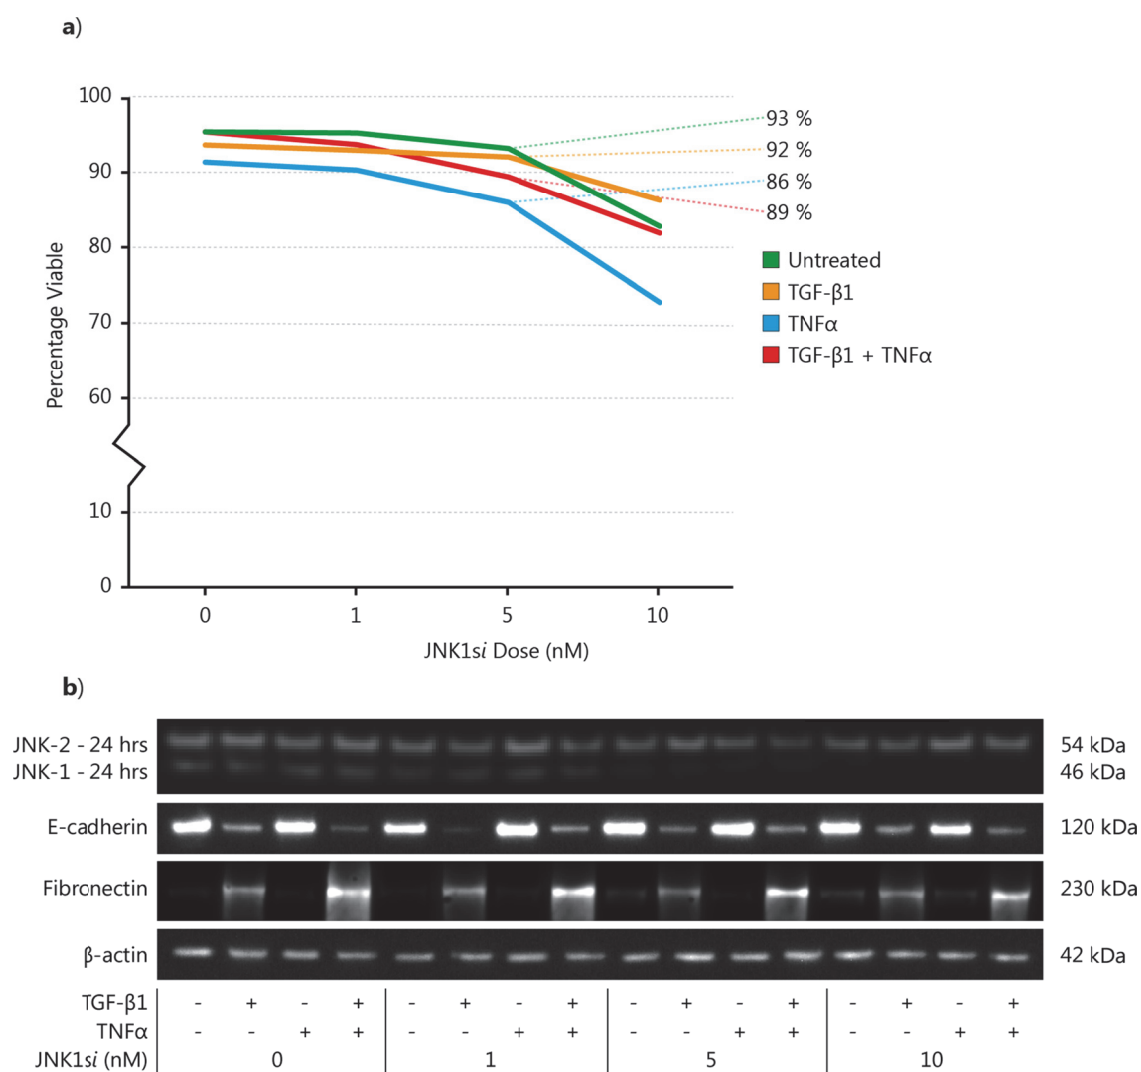 a)
100
90
80
70
60
10
0
Percentage Viable
93 %
92 %
86 %
89 %
Untreated
TGF-β1
TNFα
TGF-β1 + TNFα
0 1 5 10
JNK1si Dose (nM)
b)
JNK-2 - 24 hrs 54 kDa
JNK-1 - 24 hrs 46 kDa
E-cadherin 120 kDa
Fibronectin 230 kDa
β-actin 42 kDa
TGF-β1 - + - + - + - + - + - + - + - +
TNFα - - + + - - + + - - + + - - + +
JNK1si (nM) 0 1 5 10